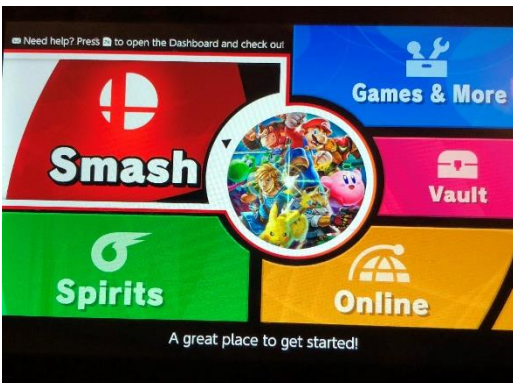 Need help? Press ZR to open the Dashboard and check out
Games & More
Smash
Vault
Spirits
Online
A great place to get started!